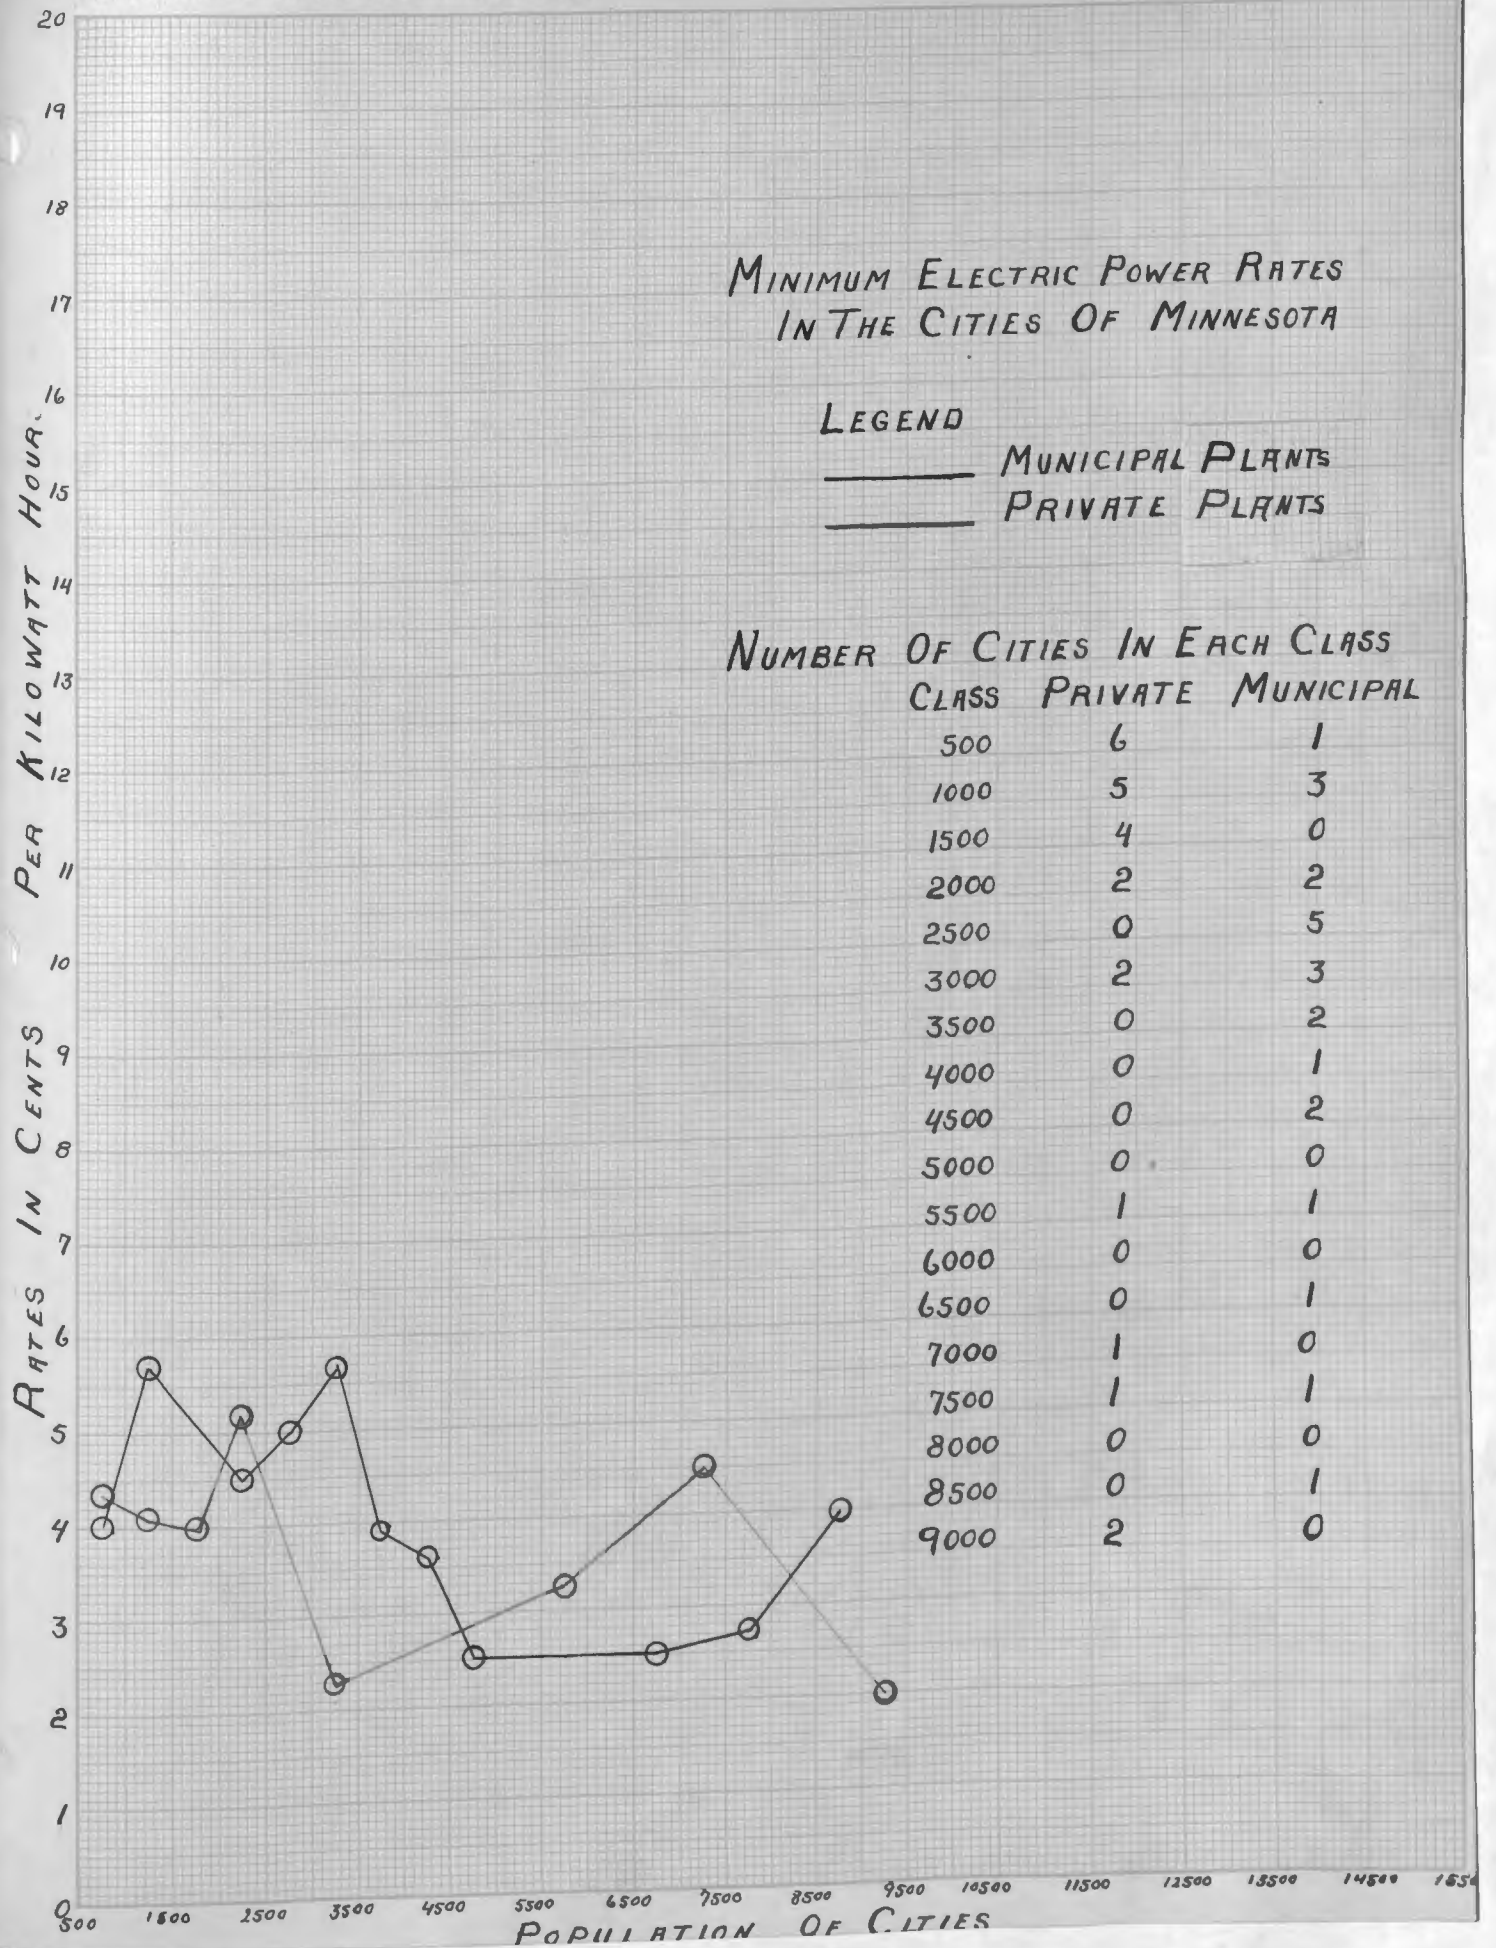 20
19
18
17
16
15
14
13
12
11
10
9
8
7
6
5
4
3
2
1
0
RATES IN CENTS PER KILOWATT HOUR.
MINIMUM ELECTRIC POWER RATES
IN THE CITIES OF MINNESOTA
LEGEND
MUNICIPAL PLANTS
PRIVATE PLANTS
NUMBER OF CITIES IN EACH CLASS
CLASS PRIVATE MUNICIPAL
500 6 1
1000 5 3
1500 4 0
2000 2 2
2500 0 5
3000 2 3
3500 0 2
4000 0 1
4500 0 2
5000 0 0
5500 1 1
6000 0 0
6500 0 1
7000 1 0
7500 1 1
8000 0 0
8500 0 1
9000 2 0
500 1500 2500 3500 4500 5500 6500 7500 8500 9500 10500 11500 12500 13500 14500
POPULATION OF CITIES